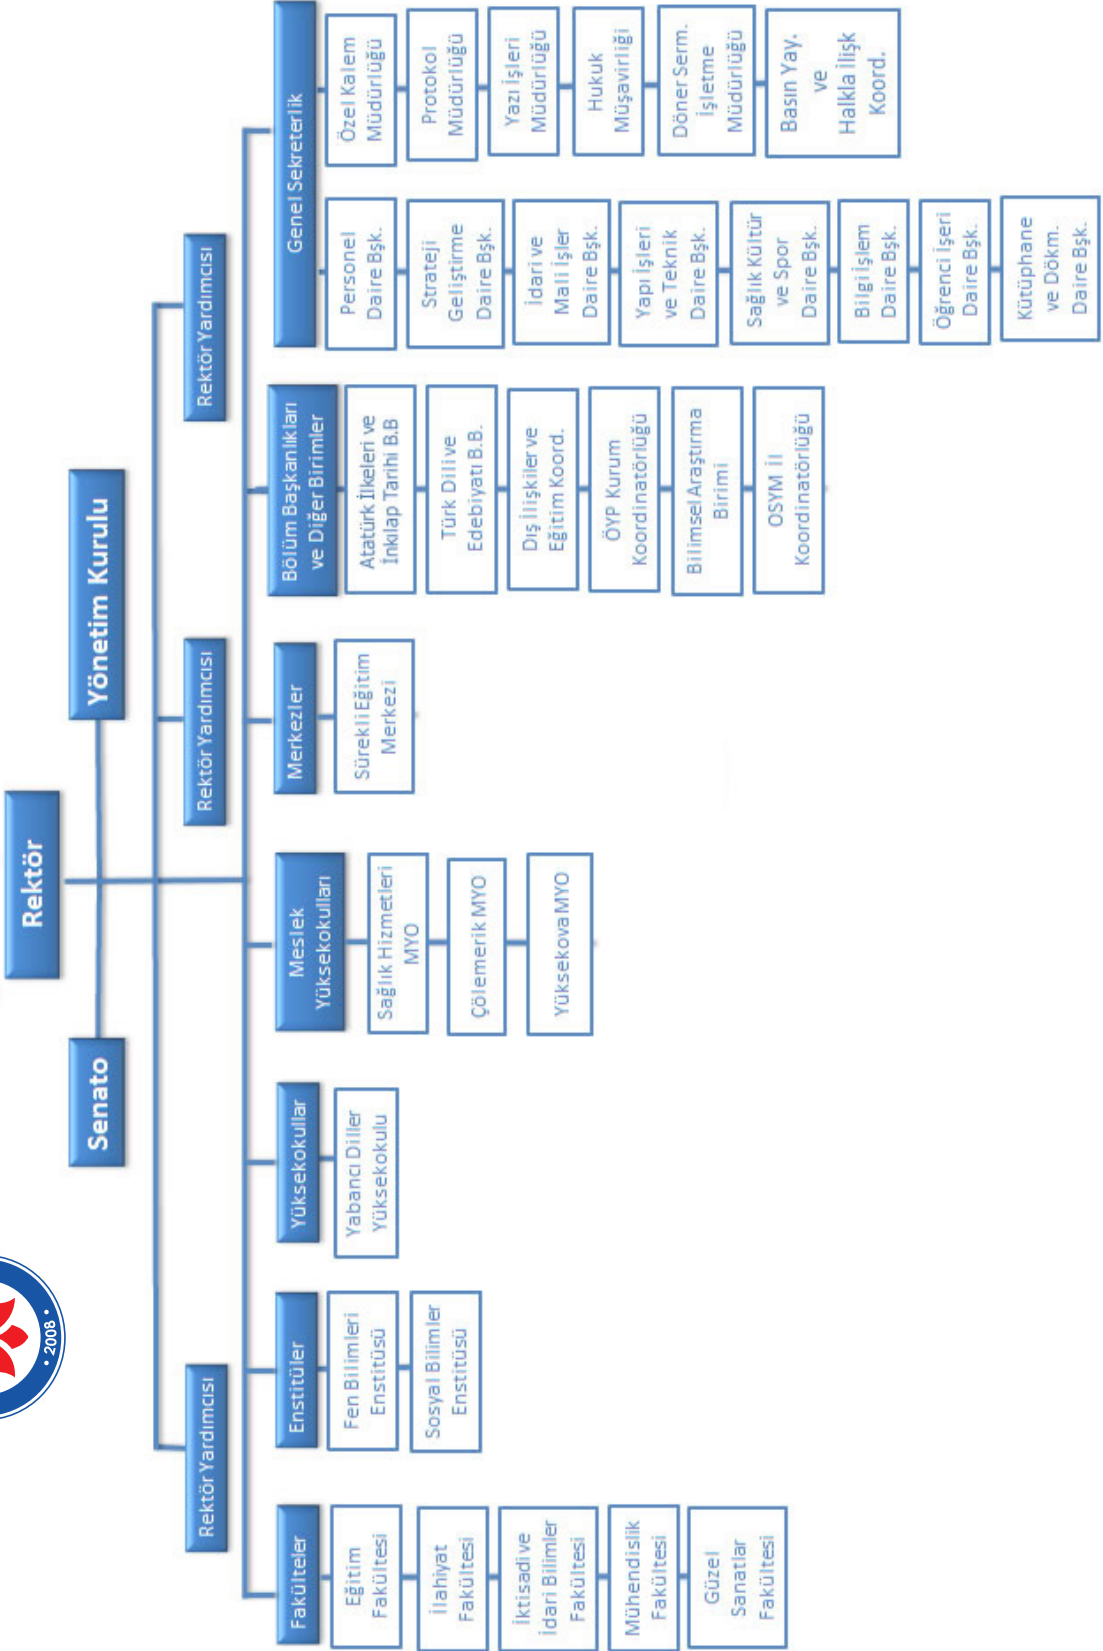 • 2008 •
Rektör
Senato
Yönetim Kurulu
Rektör Yardımcısı
Rektör Yardımcısı
Rektör Yardımcısı
Fakülteler
Eğitim
Fakültesi
İlahiyat
Fakültesi
İktisadi ve
İdari Bilimler
Fakültesi
Mühendislik
Fakültesi
Güzel
Sanatlar
Fakültesi
Enstitüler
Fen Bilimleri
Enstitüsü
Sosyal Bilimler
Enstitüsü
Yüksekokullar
Yabancı Diller
Yüksekokulu
Meslek
Yüksekokulları
Sağlık Hizmetleri
MYO
Çölemerik MYO
Yüksekova MYO
Merkezler
Sürekli Eğitim
Merkezi
Bölüm Başkanlıkları
ve Diğer Birimler
Atatürk İlkeleri ve
İnkılap Tarihi B.B
Türk Dili ve
Edebiyatı B.B.
Dış İlişkiler ve
Eğitim Koord.
ÖYP Kurum
Koordinatörlüğü
Bilimsel Araştırma
Birimi
OSYM İl
Koordinatörlüğü
Genel Sekreterlik
Personel
Daire Bşk.
Strateji
Geliştirme
Daire Bşk.
İdari ve
Mali İşler
Daire Bşk.
Yapı İşleri
ve Teknik
Daire Bşk.
Sağlık Kültür
ve Spor
Daire Bşk.
Bilgi İşlem
Daire Bşk.
Öğrenci İşeri
Daire Bşk.
Kütüphane
ve Dökm.
Daire Bşk.
Özel Kalem
Müdürlüğü
Protokol
Müdürlüğü
Yazı İşleri
Müdürlüğü
Hukuk
Müşavirliği
Döner Serm.
İşletme
Müdürlüğü
Basın Yay.
ve
Halkla İlişk
Koord.